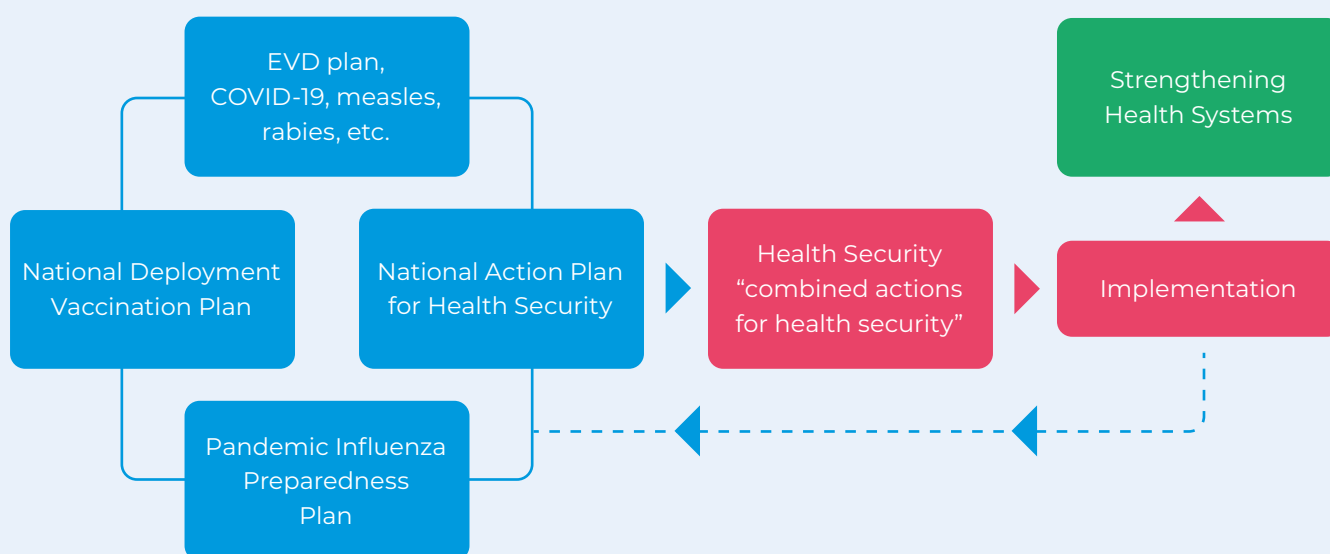 EVD plan,
COVID-19, measles,
rabies, etc.
Strengthening
Health Systems
National Deployment
Vaccination Plan
National Action Plan
for Health Security
Health Security
“combined actions
for health security”
Implementation
Pandemic Influenza
Preparedness
Plan